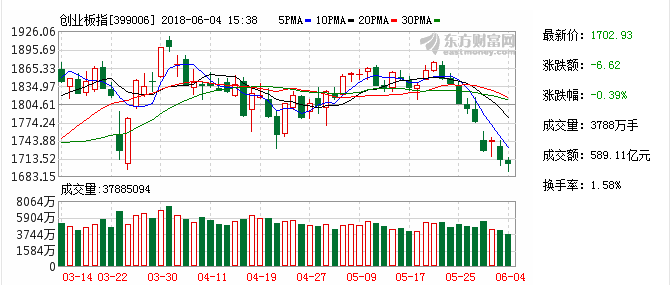 创业板指[399006] 2018-06-04 15:38 5PMA 10PMA 20PMA 30PMA
1926.06
1895.69
1865.33
1834.97
1804.61
1774.24
1743.88
1713.52
1683.15
东方财富网
eastmoney.com
成交量:37885094
8064万
5904万
3744万
1584万
03-14 03-22 03-30 04-11 04-19 04-27 05-09 05-17 05-25 06-04
最新价: 1702.93
涨跌额: -6.62
涨跌幅: -0.39%
成交量: 3788万手
成交额: 589.11亿元
换手率: 1.58%